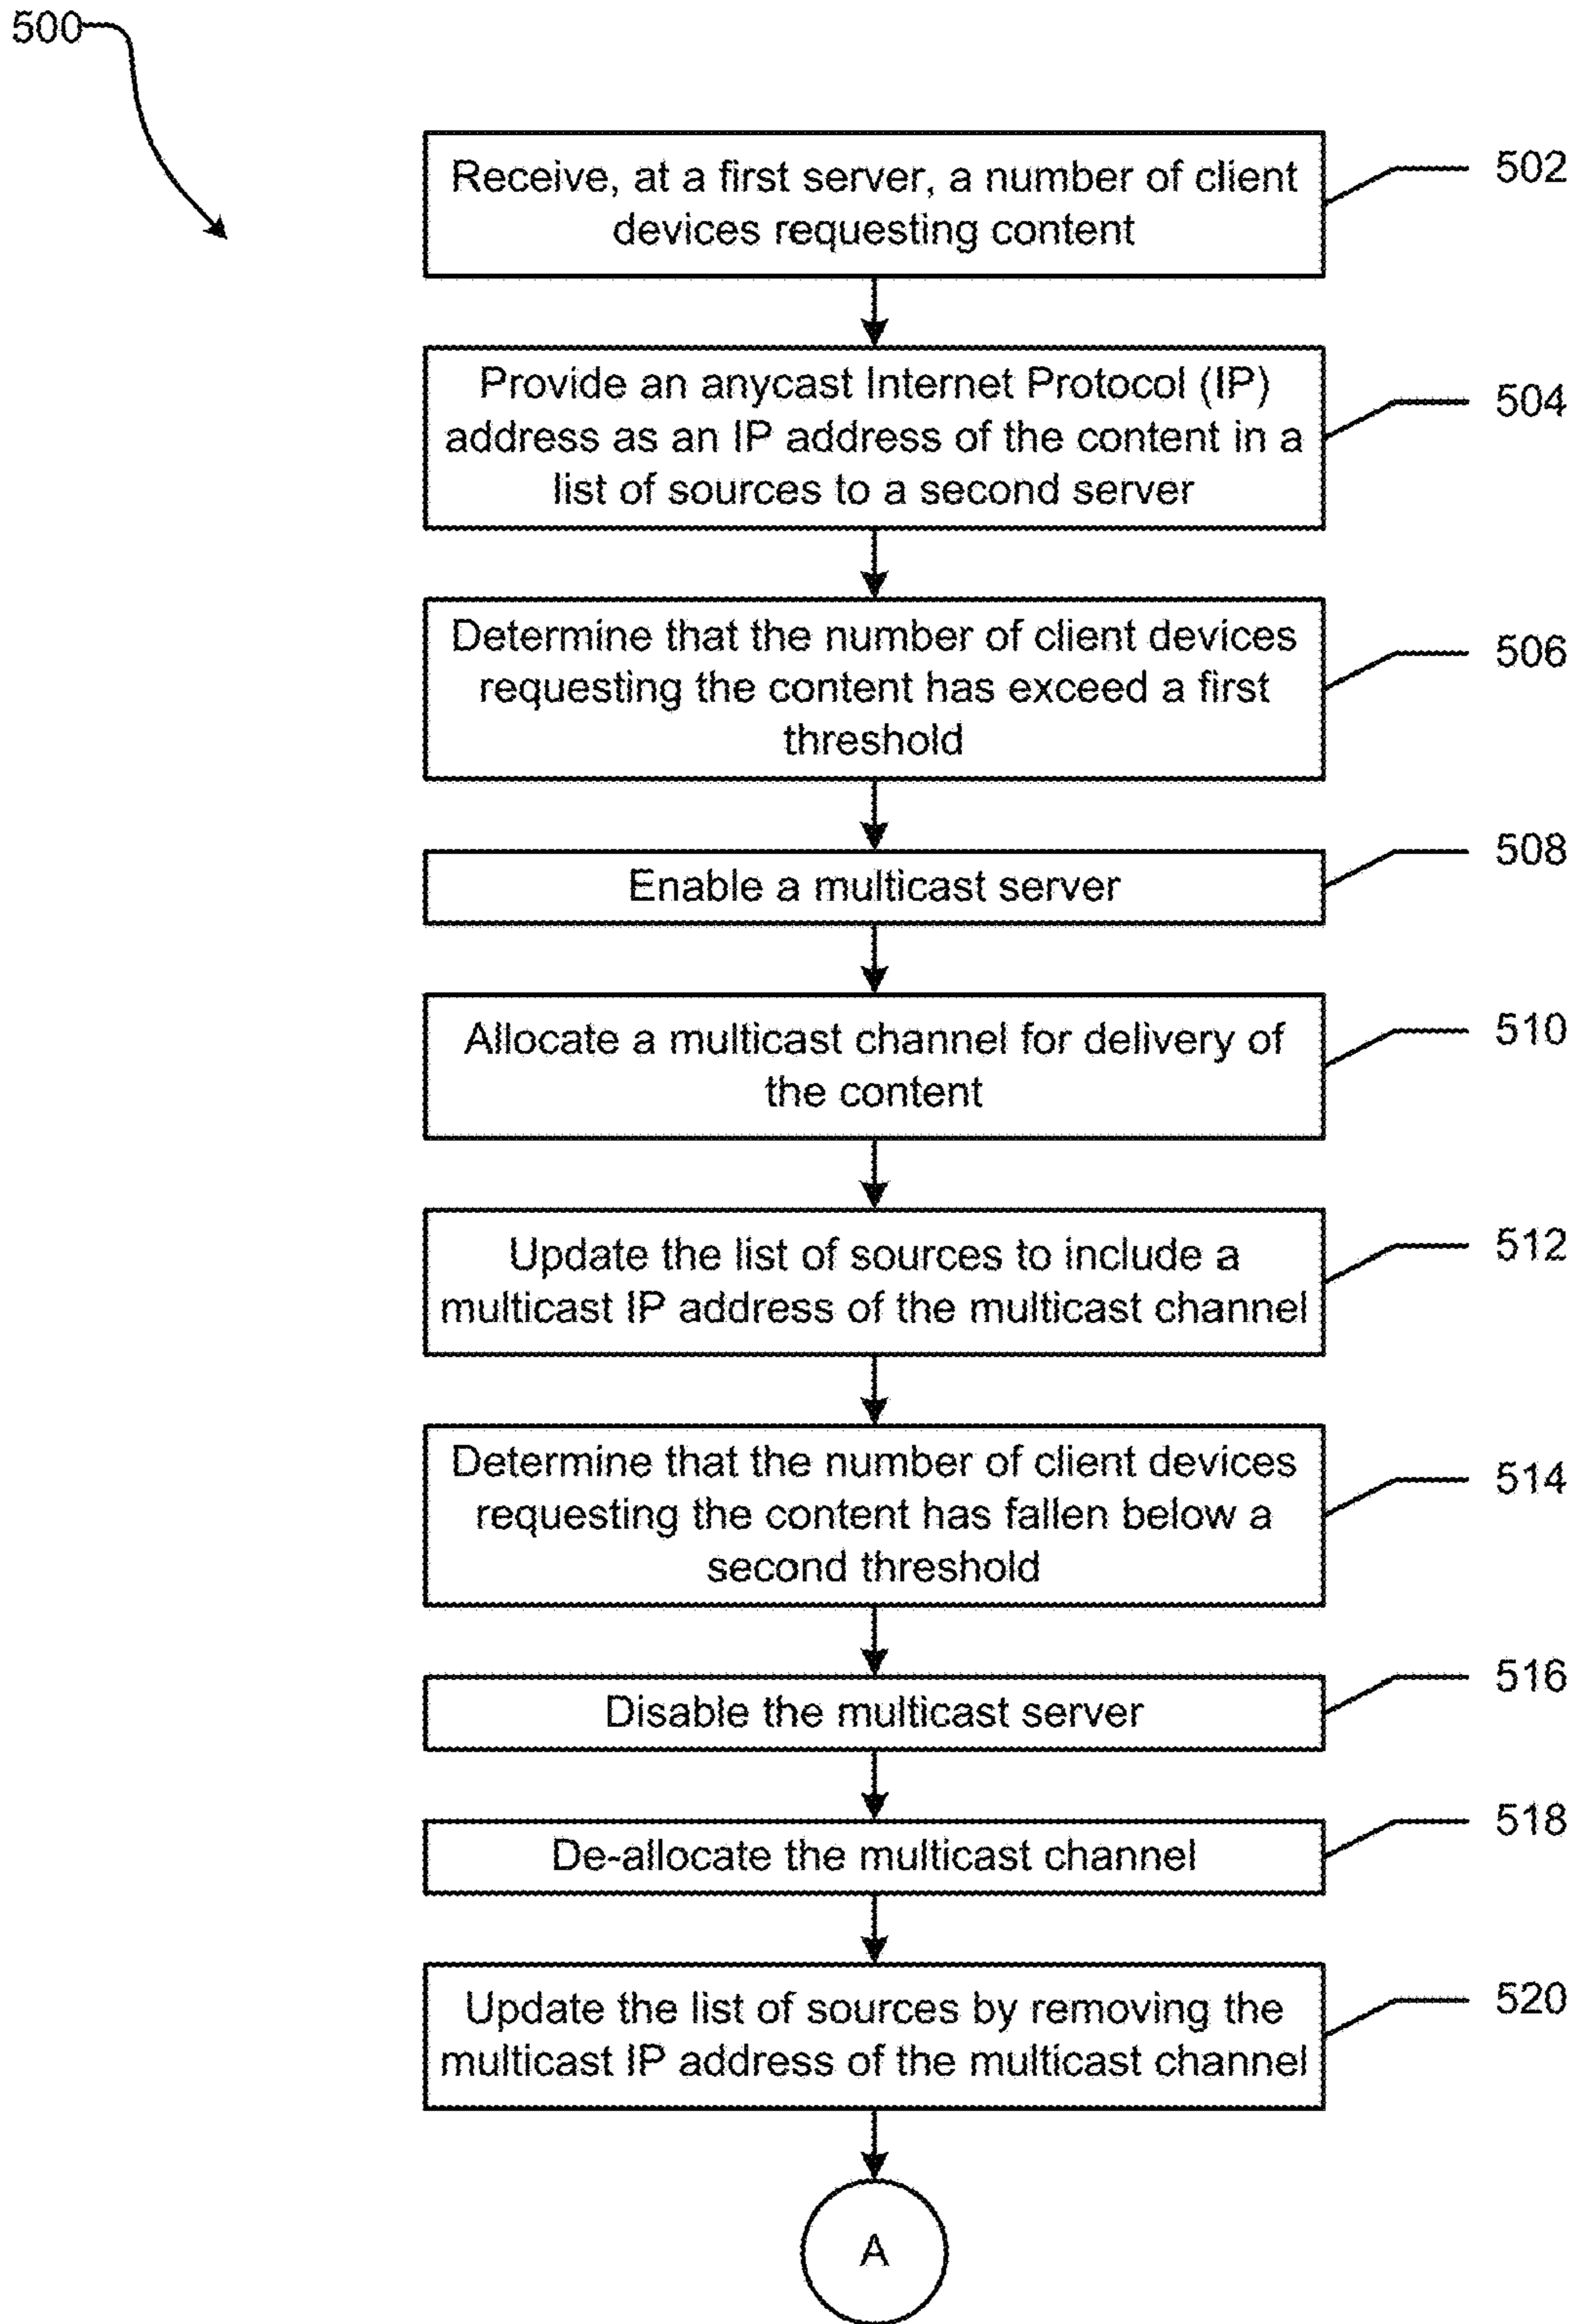 500
Receive, at a first server, a number of client
devices requesting content
502
Provide an anycast Internet Protocol (IP)
address as an IP address of the content in a
list of sources to a second server
504
Determine that the number of client devices
requesting the content has exceed a first
threshold
506
Enable a multicast server
508
Allocate a multicast channel for delivery of
the content
510
Update the list of sources to include a
multicast IP address of the multicast channel
512
Determine that the number of client devices
requesting the content has fallen below a
second threshold
514
Disable the multicast server
516
De-allocate the multicast channel
518
Update the list of sources by removing the
multicast IP address of the multicast channel
520
A